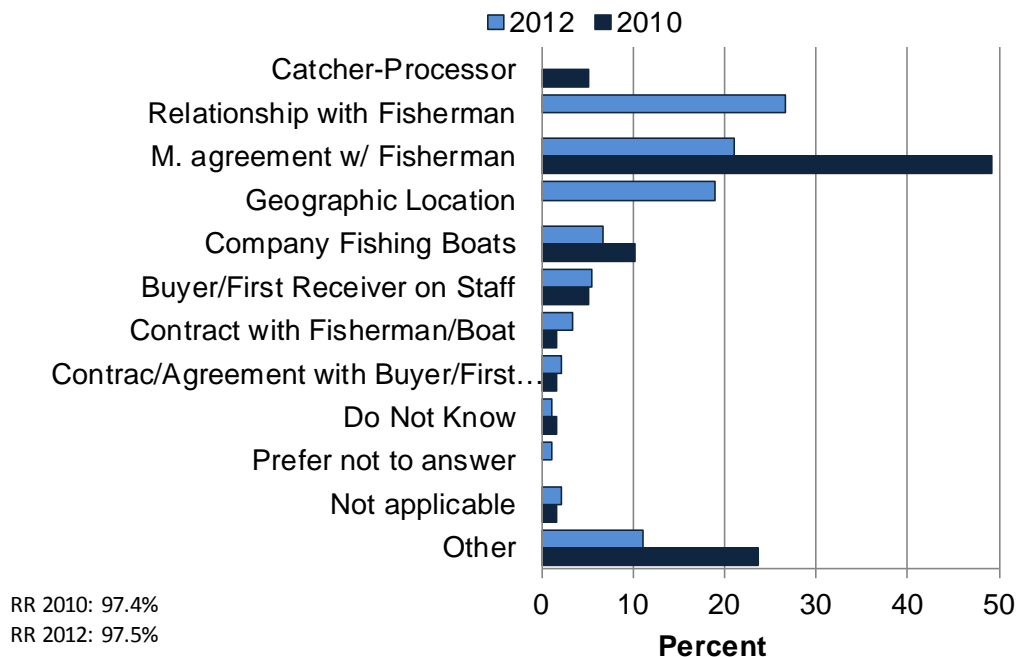 2012 2010
Catcher-Processor
Relationship with Fisherman
M. agreement w/ Fisherman
Geographic Location
Company Fishing Boats
Buyer/First Receiver on Staff
Contract with Fisherman/Boat
Contrac/Agreement with Buyer/First…
Do Not Know
Prefer not to answer
Not applicable
Other
0 10 20 30 40 50
Percent
RR 2010: 97.4%
RR 2012: 97.5%